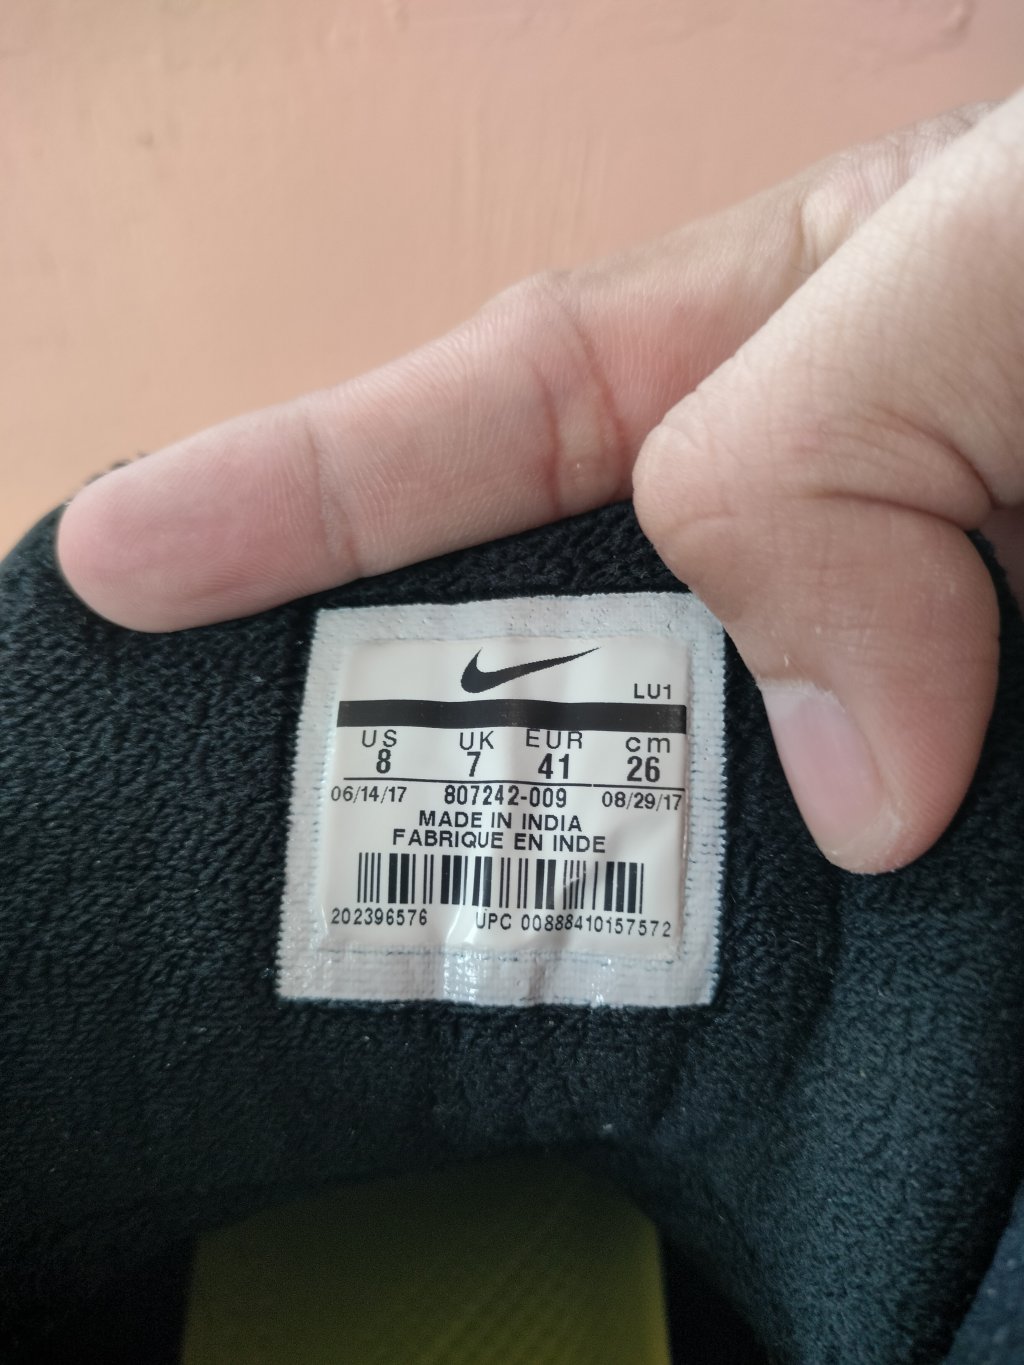 LU1
US UK EUR cm
8 7 41 26
06/14/17 807242-009 08/29/17
MADE IN INDIA
FABRIQUE EN INDE
202396576 UPC 00888410157572